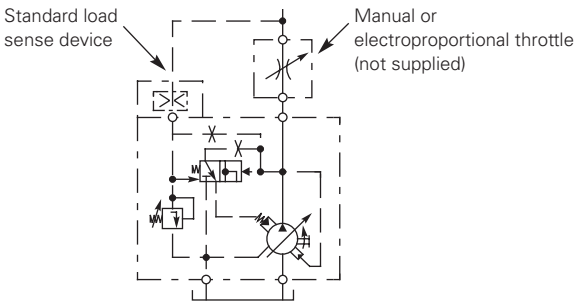 Standard load
sense device
Manual or
electroproportional throttle
(not supplied)